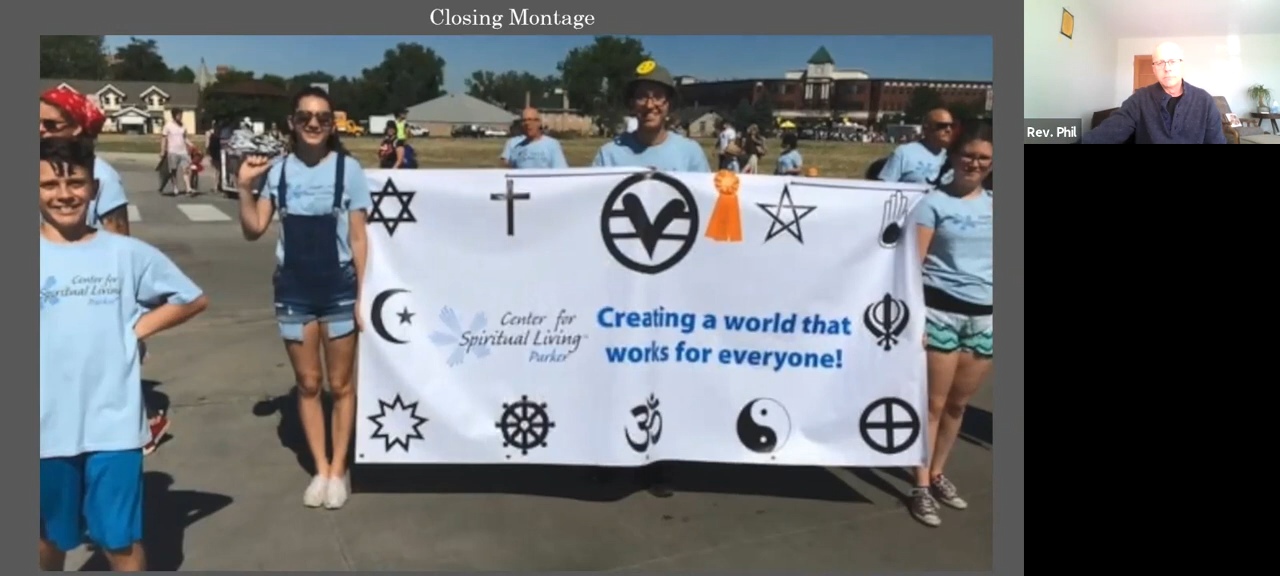 Closing Montage
Rev. Phil
Center for
Spiritual Living
Parker
Center for
Spiritual Living
Parker
Creating a world that
works for everyone!